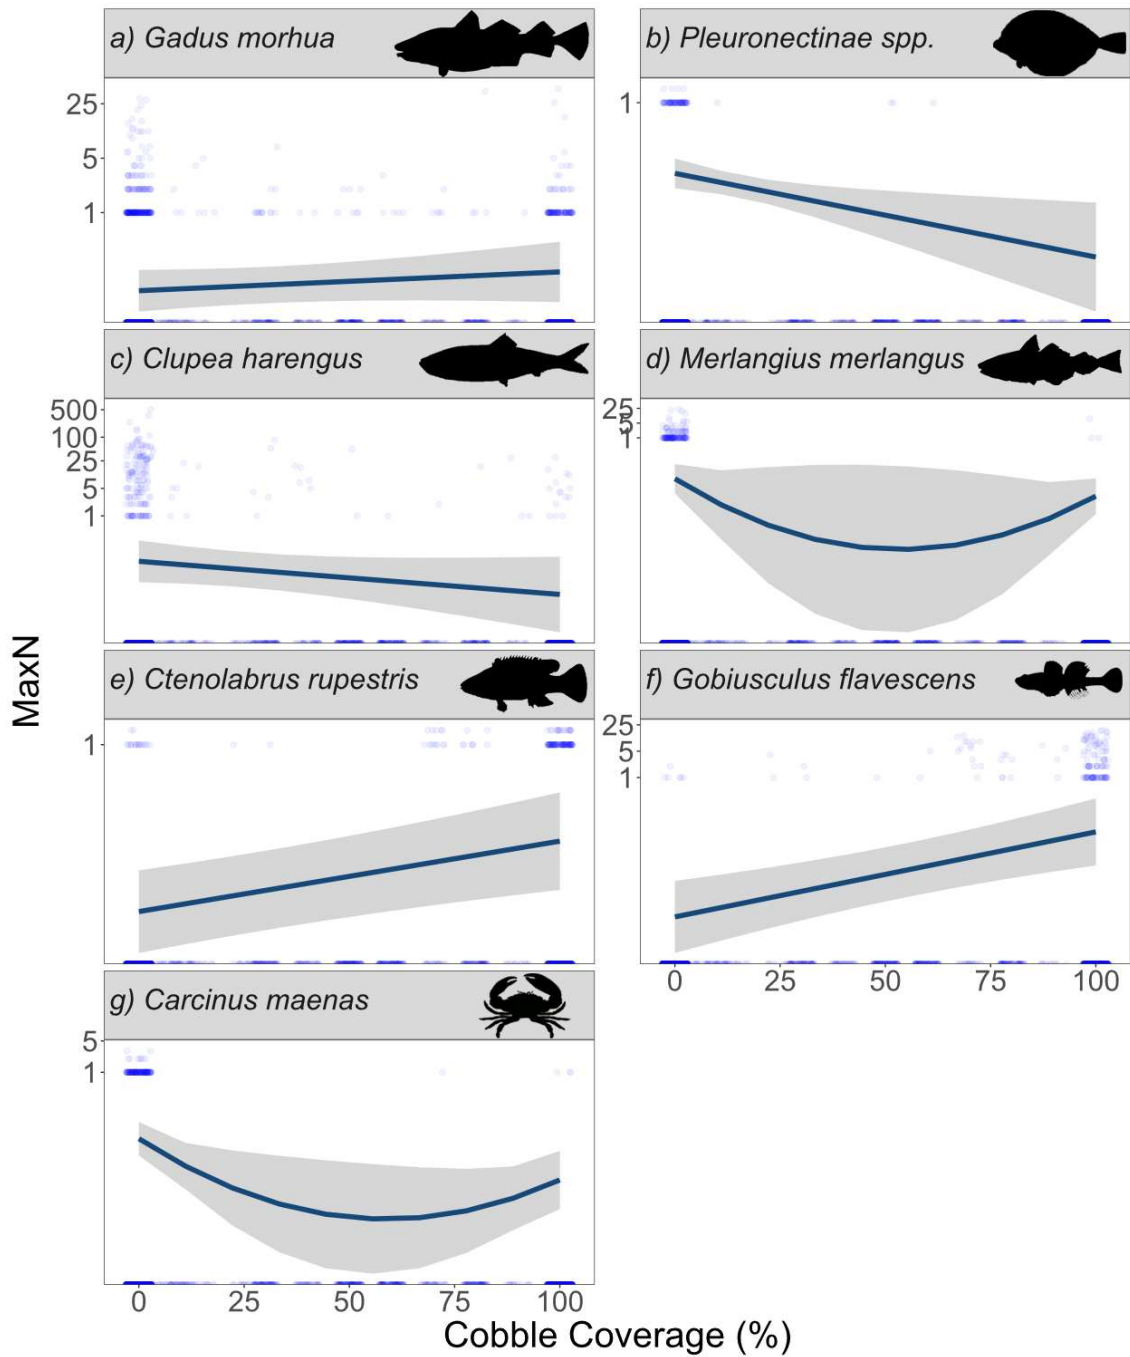 a) Gadus morhua
b) Pleuronectinae spp.
25
5
1
1
c) Clupea harengus
d) Merlangius merlangus
500
100
25
5
1
25
5
1
e) Ctenolabrus rupestris
f) Gobiusculus flavescens
1
25
5
1
0 25 50 75 100
g) Carcinus maenas
5
1
0 25 50 75 100
MaxN
Cobble Coverage (%)